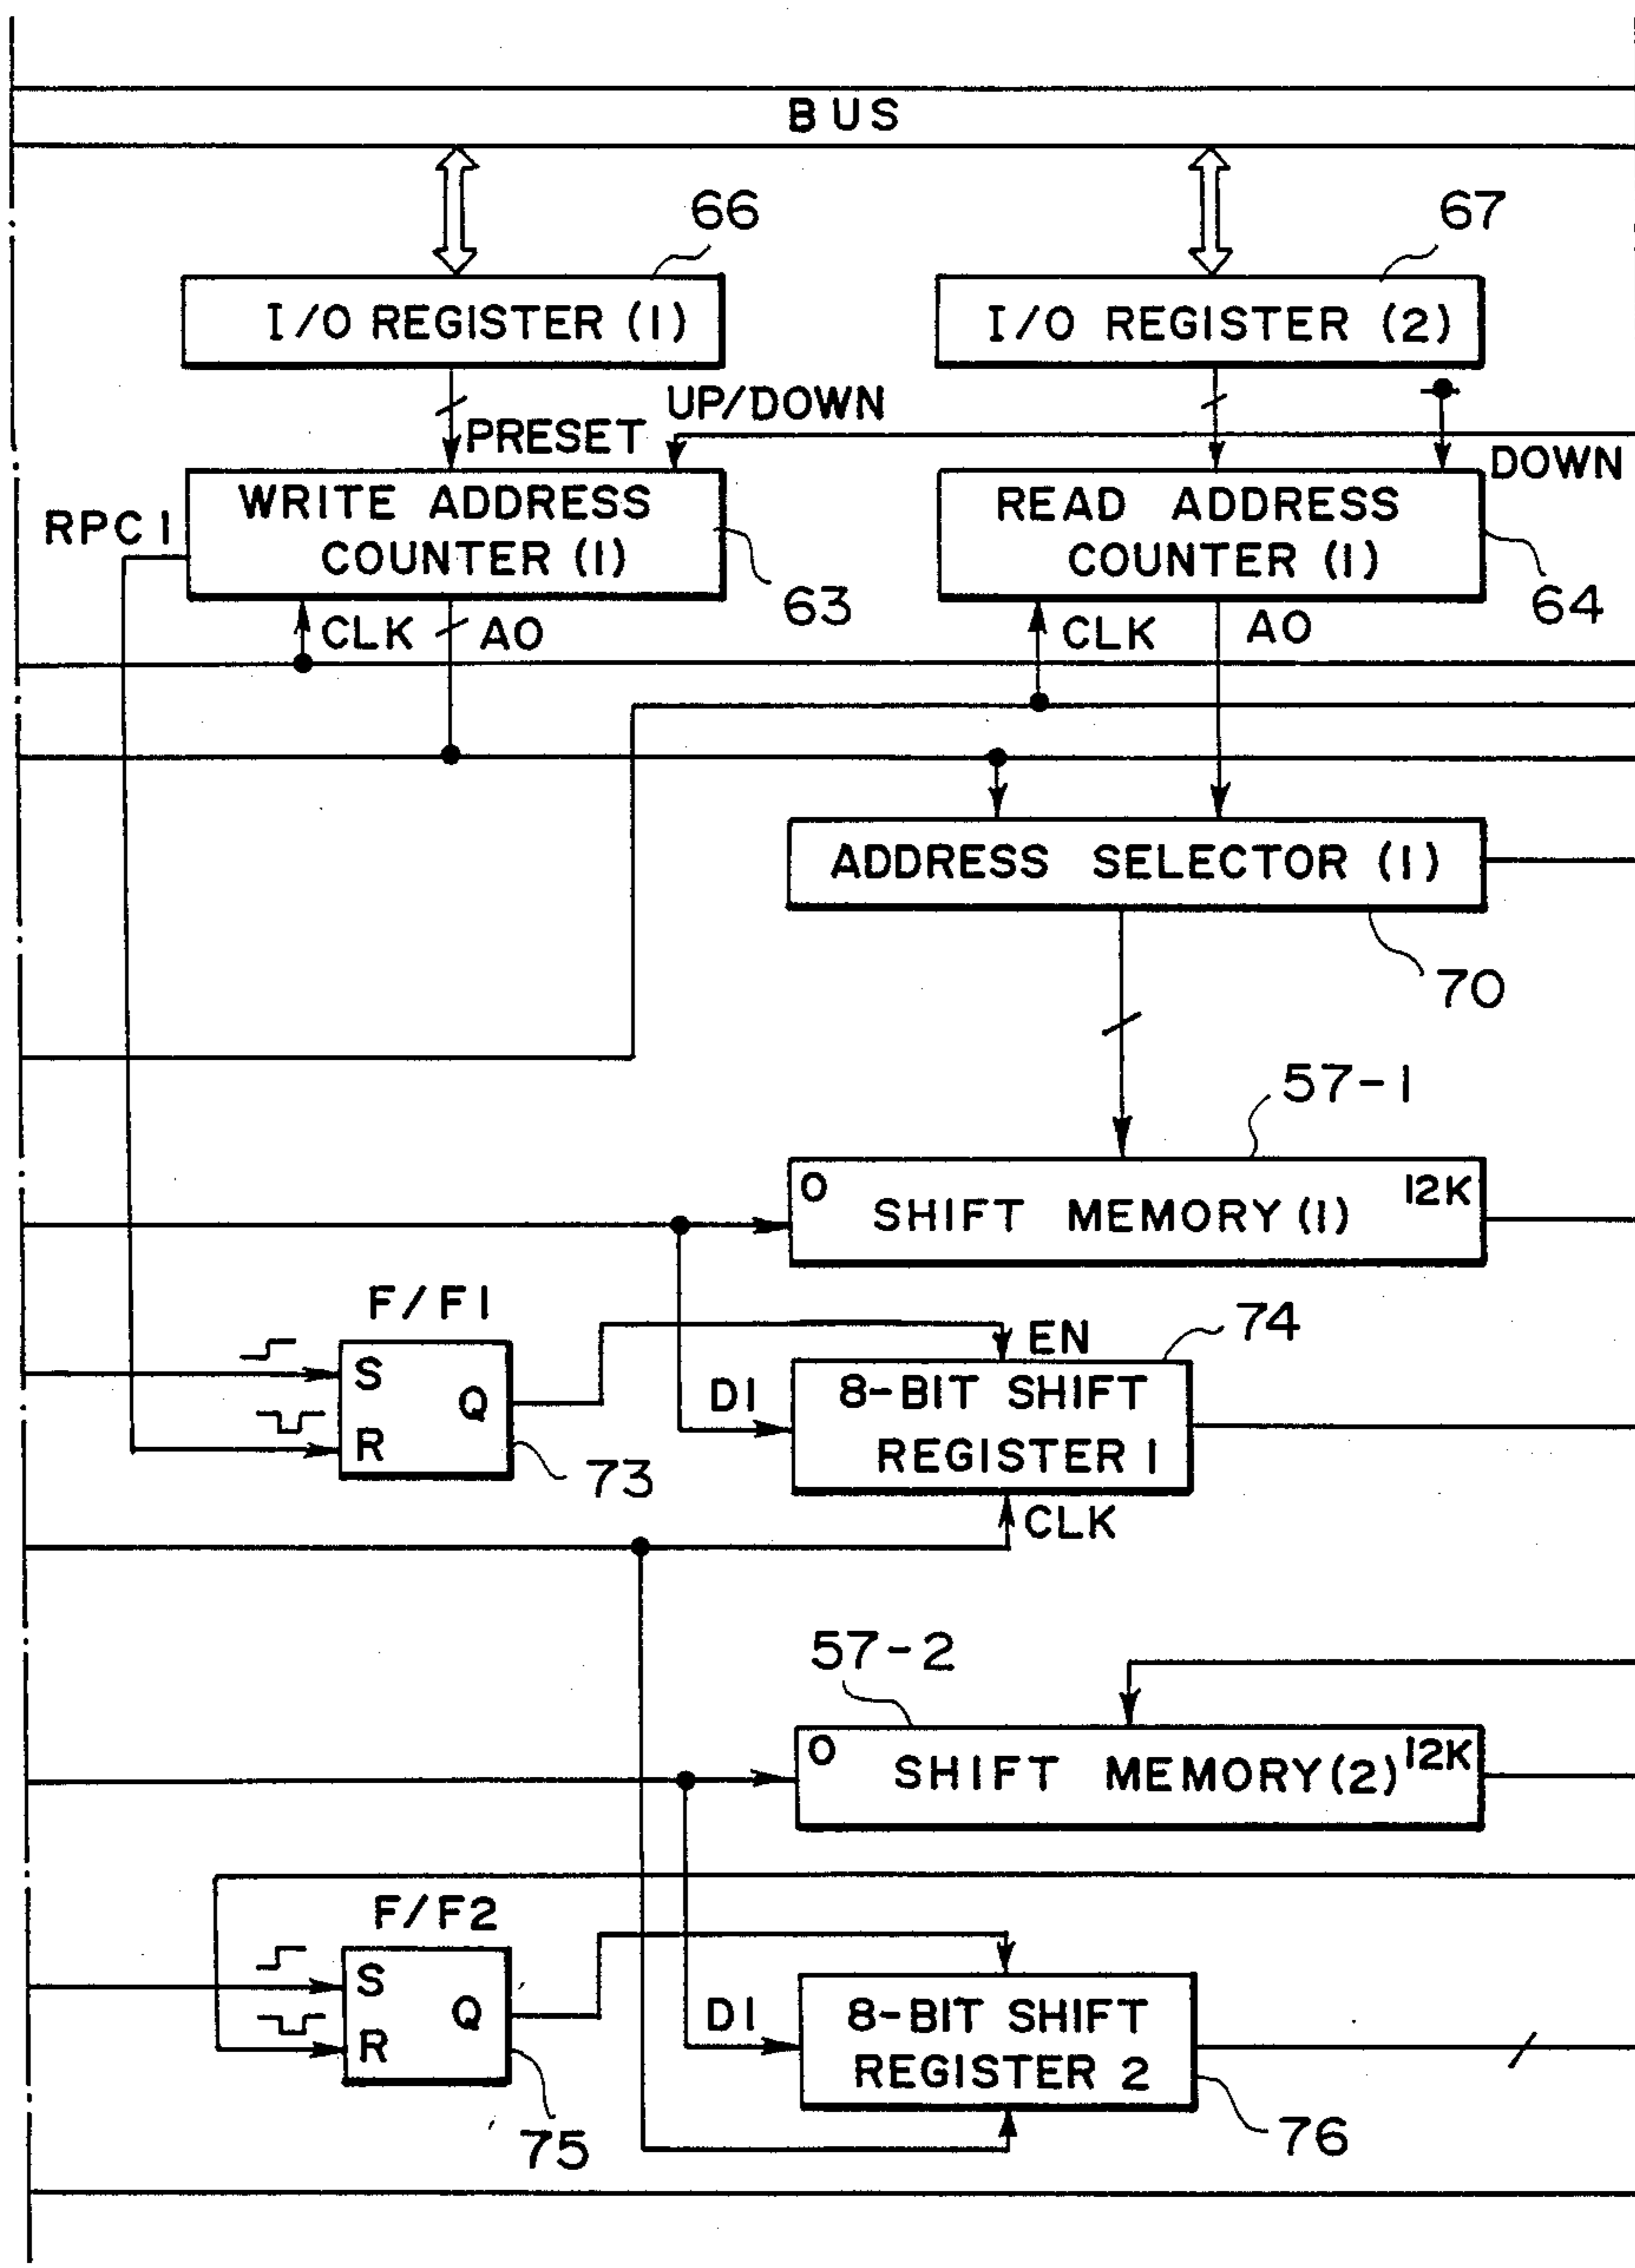 BUS
66
67
I/O REGISTER (1)
I/O REGISTER (2)
UP/DOWN
PRESET
DOWN
RPC1
WRITE ADDRESS
COUNTER (1)
READ ADDRESS
COUNTER (1)
63
64
CLK
AO
CLK
AO
ADDRESS SELECTOR (1)
70
57-1
0
12K
SHIFT MEMORY (1)
F/F1
74
EN
S
Q
R
73
DI
8-BIT SHIFT
REGISTER 1
CLK
57-2
0
12K
SHIFT MEMORY (2)
F/F2
S
Q
R
75
DI
8-BIT SHIFT
REGISTER 2
76